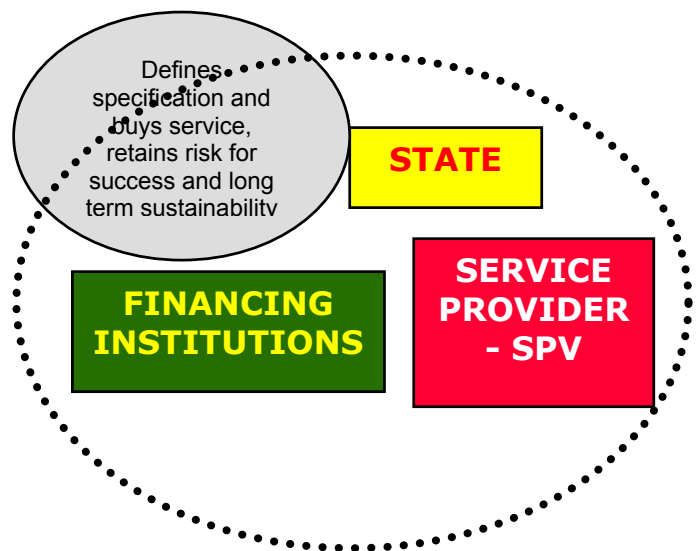 Defines
specification and
buys service,
retains risk for
success and long
term sustainability
STATE
FINANCING
INSTITUTIONS
SERVICE
PROVIDER
- SPV